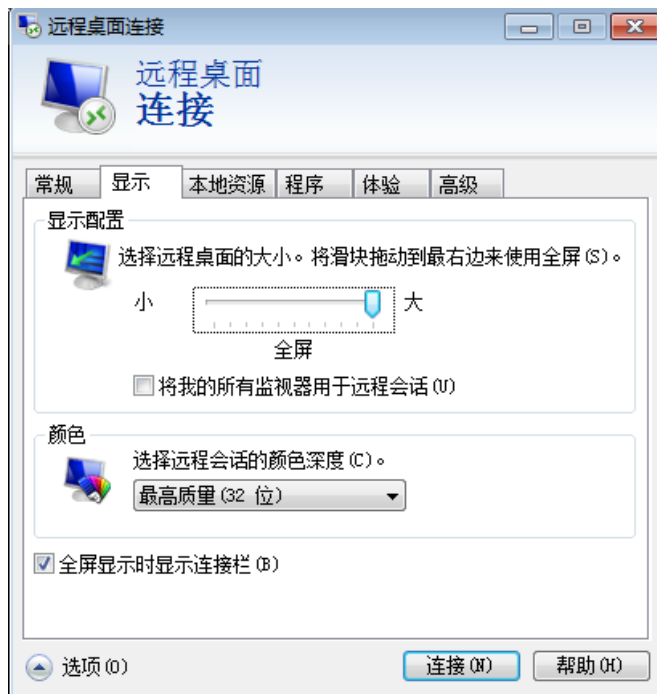 远程桌面连接
远程桌面
连接
常规 显示 本地资源 程序 体验 高级
显示配置
选择远程桌面的大小。将滑块拖动到最右边来使用全屏(S)。
小 大
全屏
将我的所有监视器用于远程会话(U)
颜色
选择远程会话的颜色深度(C)。
最高质量(32 位)
全屏显示时显示连接栏(B)
选项(O) 连接(N) 帮助(H)